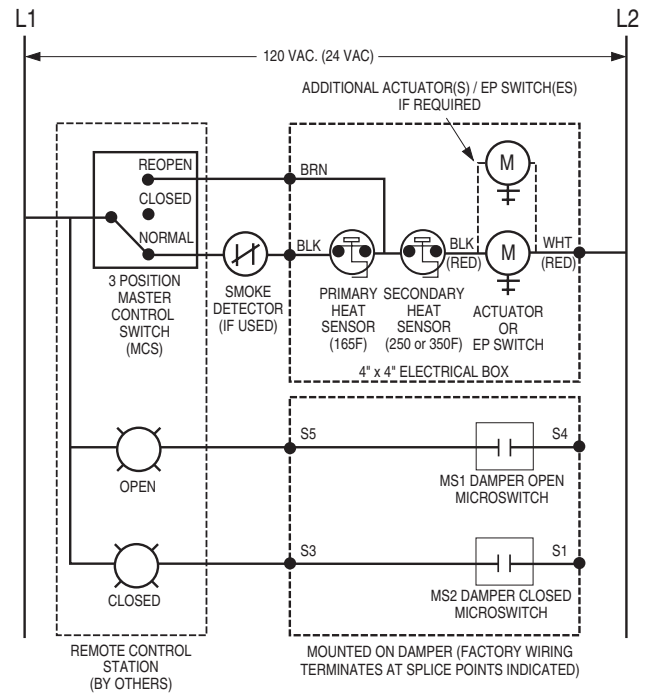 L1
L2
120 VAC. (24 VAC)
ADDITIONAL ACTUATOR(S) / EP SWITCH(ES)
IF REQUIRED
REOPEN
CLOSED
NORMAL
3 POSITION
MASTER
CONTROL
SWITCH
(MCS)
SMOKE
DETECTOR
(IF USED)
BRN
BLK
PRIMARY
HEAT
SENSOR
(165F)
SECONDARY
HEAT
SENSOR
(250 or 350F)
BLK
(RED)
M
M
WHT
(RED)
ACTUATOR
OR
EP SWITCH
4" x 4" ELECTRICAL BOX
OPEN
S5
S4
MS1 DAMPER OPEN
MICROSWITCH
CLOSED
S3
S1
MS2 DAMPER CLOSED
MICROSWITCH
REMOTE CONTROL
STATION
(BY OTHERS)
MOUNTED ON DAMPER (FACTORY WIRING
TERMINATES AT SPLICE POINTS INDICATED)